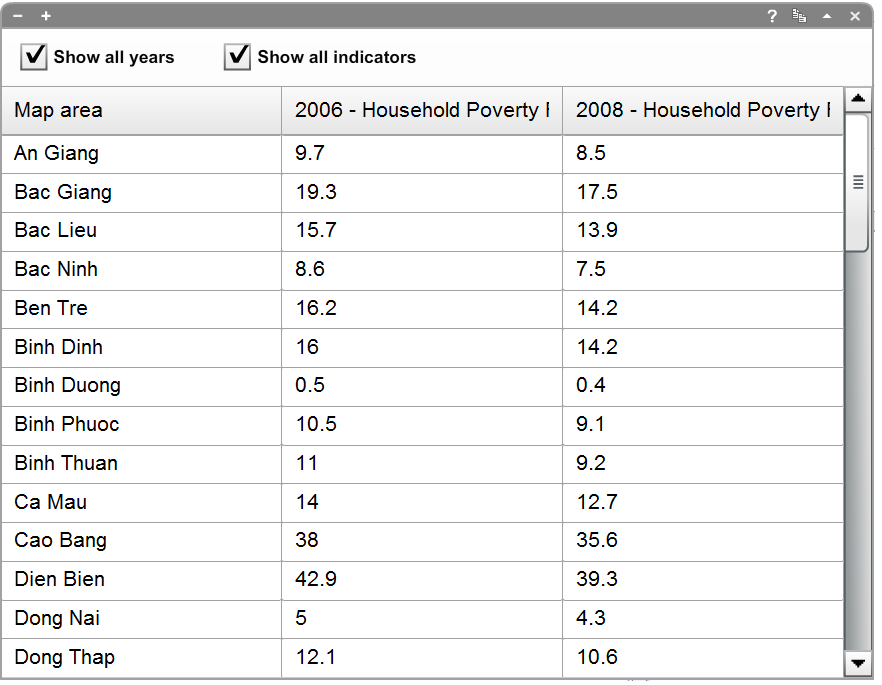 Show all years Show all indicators
Map area 2006 - Household Poverty 2008 - Household Poverty
An Giang 9.7 8.5
Bac Giang 19.3 17.5
Bac Lieu 15.7 13.9
Bac Ninh 8.6 7.5
Ben Tre 16.2 14.2
Binh Dinh 16 14.2
Binh Duong 0.5 0.4
Binh Phuoc 10.5 9.1
Binh Thuan 11 9.2
Ca Mau 14 12.7
Cao Bang 38 35.6
Dien Bien 42.9 39.3
Dong Nai 5 4.3
Dong Thap 12.1 10.6